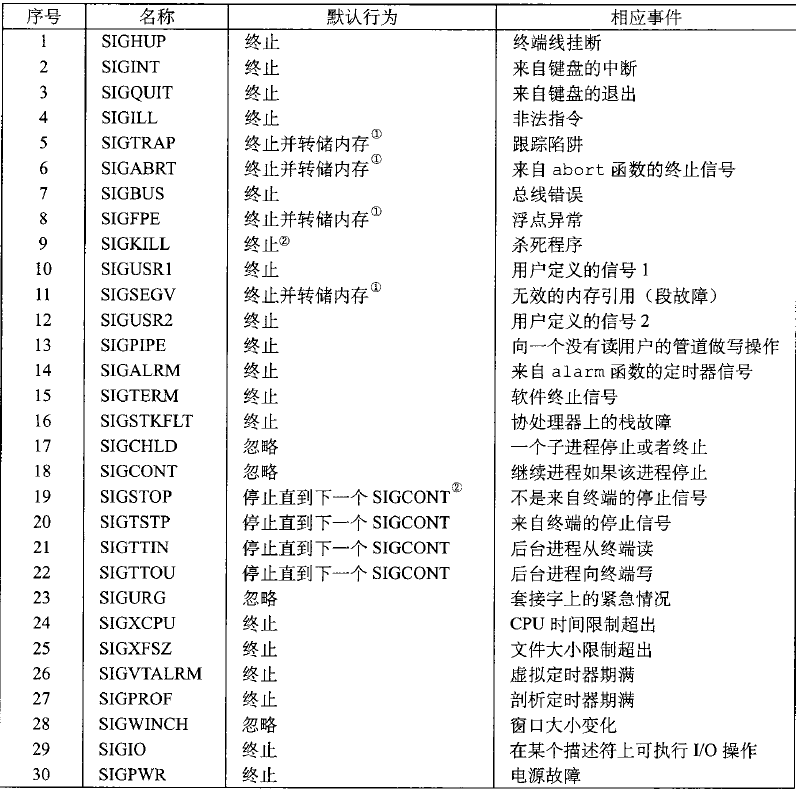 序号 名称 默认行为 相应事件
1 SIGHUP 终止 终端线挂断
2 SIGINT 终止 来自键盘的中断
3 SIGQUIT 终止 来自键盘的退出
4 SIGILL 终止 非法指令
5 SIGTRAP 终止并转储内存① 跟踪陷阱
6 SIGABRT 终止并转储内存① 来自 abort 函数的终止信号
7 SIGBUS 终止 总线错误
8 SIGFPE 终止并转储内存① 浮点异常
9 SIGKILL 终止② 杀死程序
10 SIGUSR1 终止 用户定义的信号 1
11 SIGSEGV 终止并转储内存① 无效的内存引用（段故障）
12 SIGUSR2 终止 用户定义的信号 2
13 SIGPIPE 终止 向一个没有读用户的管道做写操作
14 SIGALRM 终止 来自 alarm 函数的定时器信号
15 SIGTERM 终止 软件终止信号
16 SIGSTKFLT 终止 协处理器上的栈故障
17 SIGCHLD 忽略 一个子进程停止或者终止
18 SIGCONT 忽略 继续进程如果该进程停止
19 SIGSTOP 停止直到下一个 SIGCONT② 不是来自终端的停止信号
20 SIGTSTP 停止直到下一个 SIGCONT 来自终端的停止信号
21 SIGTTIN 停止直到下一个 SIGCONT 后台进程从终端读
22 SIGTTOU 停止直到下一个 SIGCONT 后台进程向终端写
23 SIGURG 忽略 套接字上的紧急情况
24 SIGXCPU 终止 CPU 时间限制超出
25 SIGXFSZ 终止 文件大小限制超出
26 SIGVTALRM 终止 虚拟定时器期满
27 SIGPROF 终止 剖析定时器期满
28 SIGWINCH 忽略 窗口大小变化
29 SIGIO 终止 在某个描述符上可执行 I/O 操作
30 SIGPWR 终止 电源故障